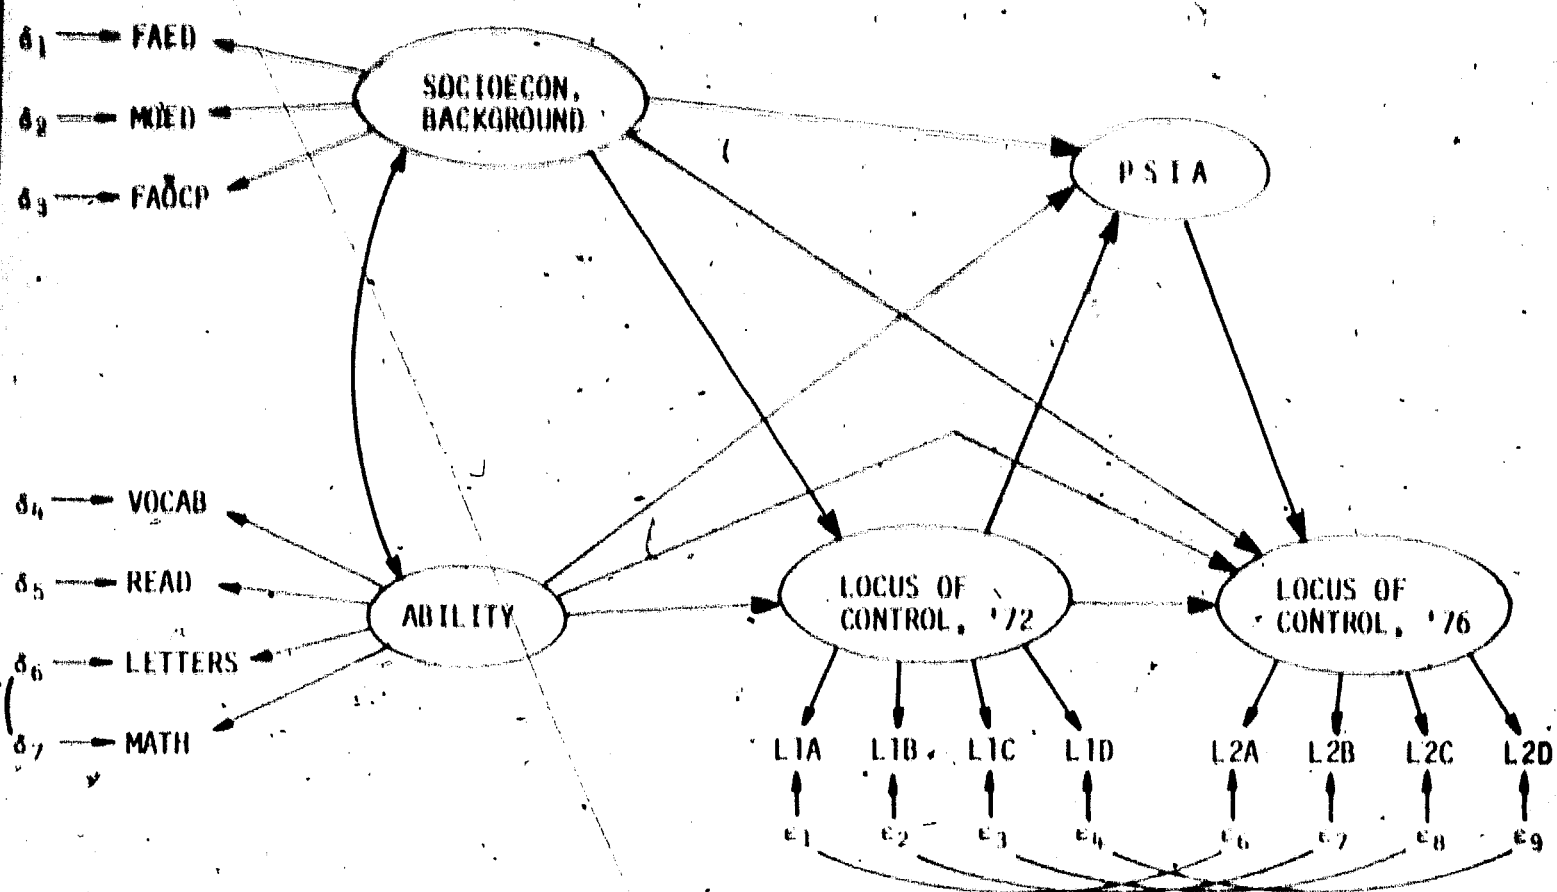 δ1 FAED
δ2 MOED
δ3 FAOCP
SOCIOECON.
BACKGROUND
PSIA
δ4 VOCAB
δ5 READ
δ6 LETTERS
δ7 MATH
ABILITY
LOCUS OF
CONTROL, '72
LOCUS OF
CONTROL, '76
L1A L1B L1C L1D L2A L2B L2C L2D
ε1 ε2 ε3 ε4 ε6 ε7 ε8 ε9